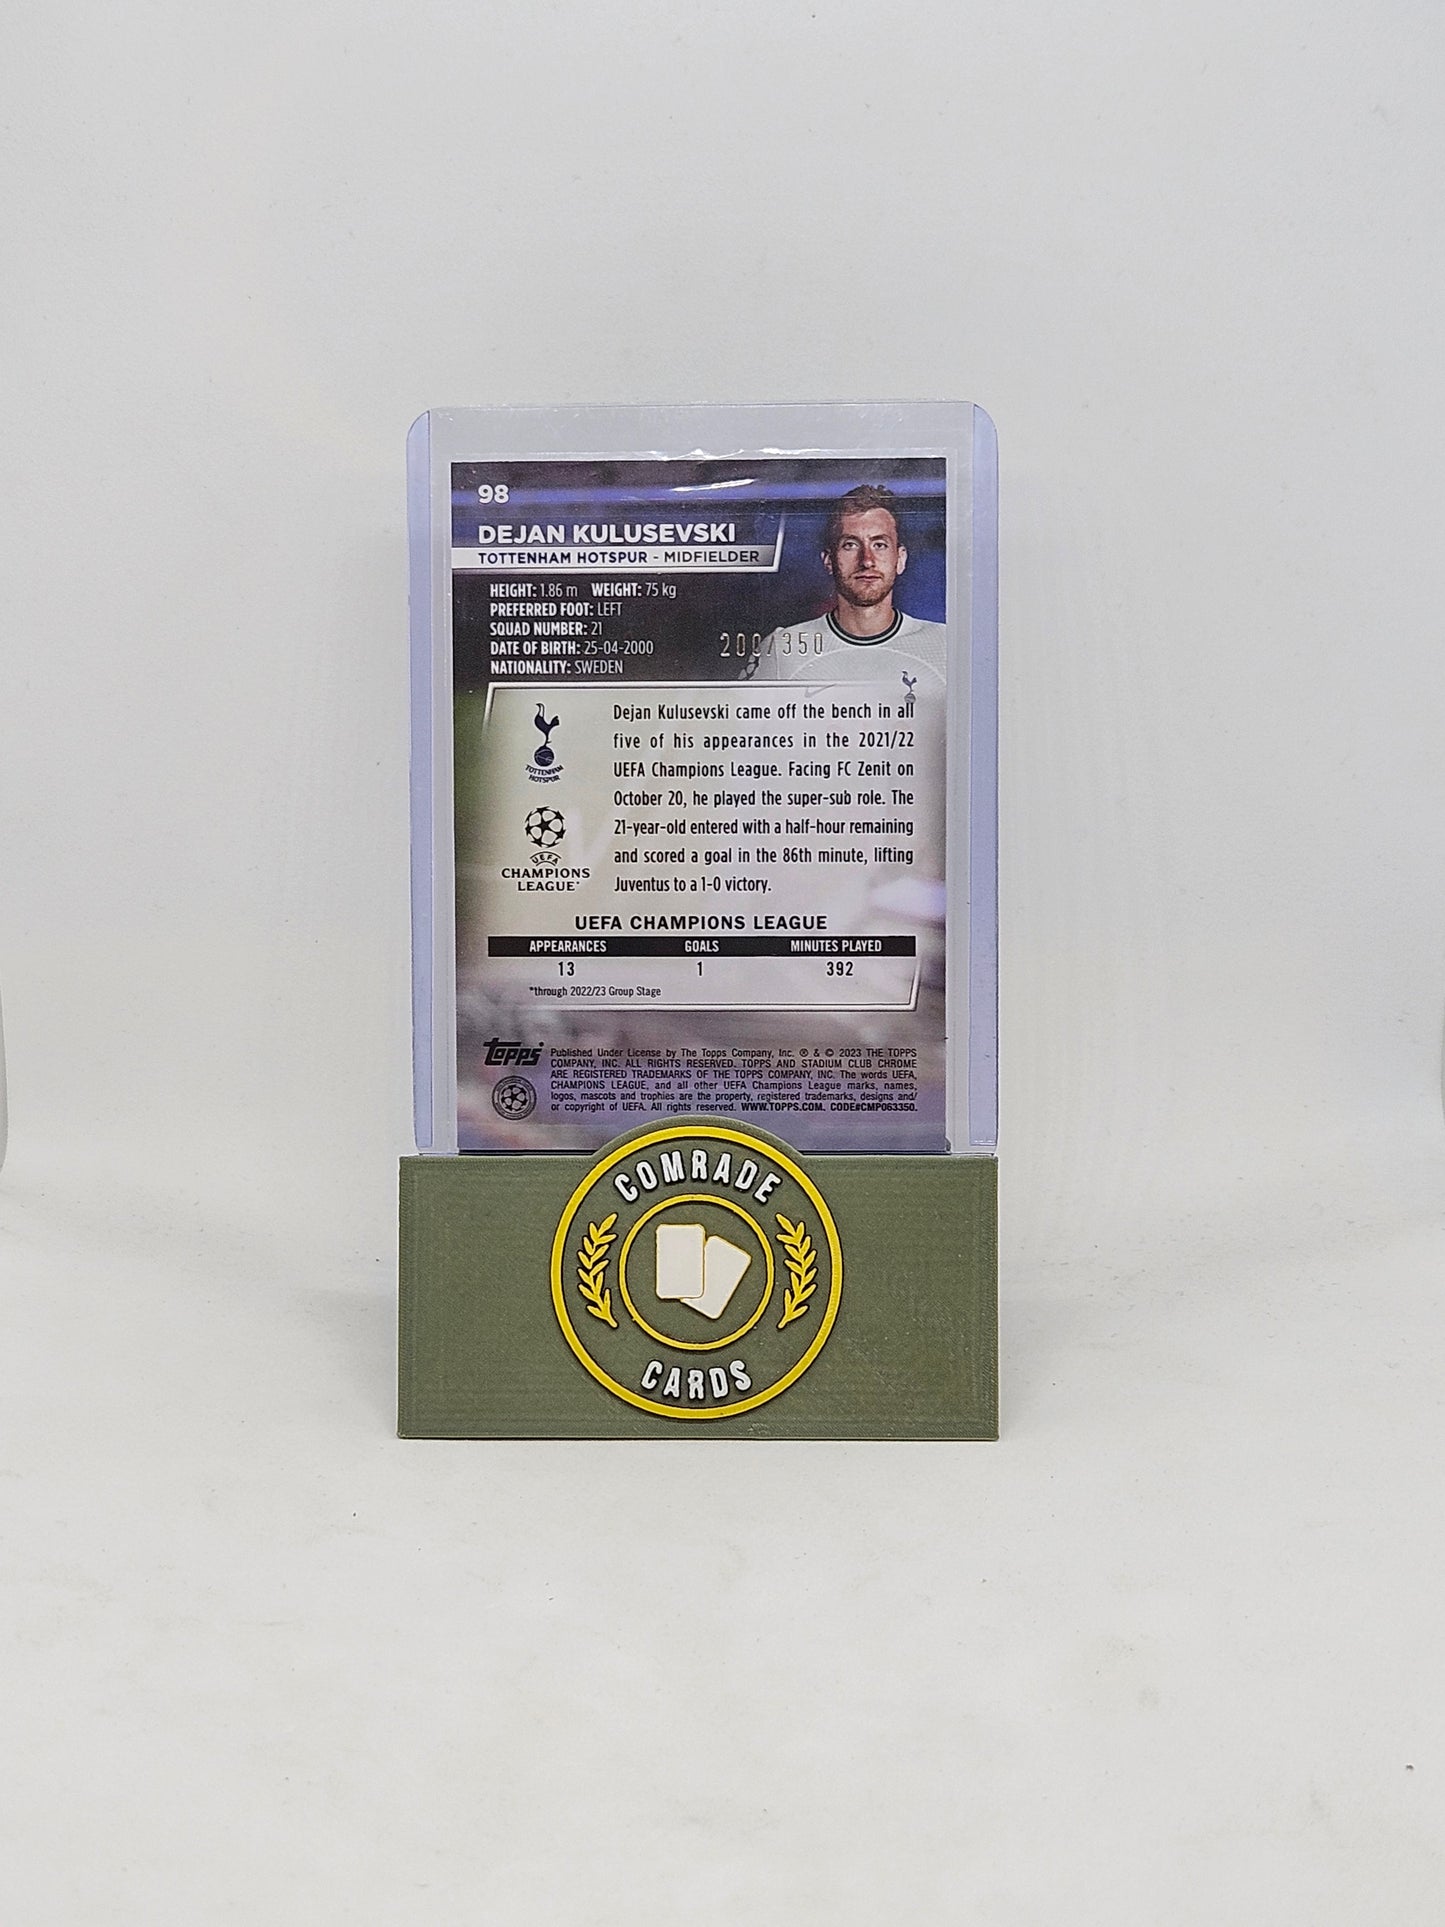 98
DEJAN KULUSEVSKI
TOTTENHAM HOTSPUR - MIDFIELDER
HEIGHT: 1.86 m WEIGHT: 75 kg
PREFERRED FOOT: LEFT
SQUAD NUMBER: 21
DATE OF BIRTH: 25-04-2000
NATIONALITY: SWEDEN
200/350
Dejan Kulusevski came off the bench in all
five of his appearances in the 2021/22
UEFA Champions League. Facing FC Zenit on
October 20, he played the super-sub role. The
21-year-old entered with a half-hour remaining
and scored a goal in the 86th minute, lifting
Juventus to a 1-0 victory.
TOTTENHAM
HOTSPUR
UEFA
CHAMPIONS
LEAGUE
UEFA CHAMPIONS LEAGUE
APPEARANCES GOALS MINUTES PLAYED
13 1 392
*through 2022/23 Group Stage
topps
Published Under License by The Topps Company, Inc. ® & © 2023 THE TOPPS
COMPANY, INC. ALL RIGHTS RESERVED. TOPPS AND STADIUM CLUB CHROME
ARE REGISTERED TRADEMARKS OF THE TOPPS COMPANY, INC. The words UEFA,
CHAMPIONS LEAGUE, and all other UEFA Champions League marks, names,
logos, mascots and trophies are the property, registered trademarks, designs and/
or copyright of UEFA. All rights reserved. WWW.TOPPS.COM. CODE#CMP063350.
COMRADE
CARDS